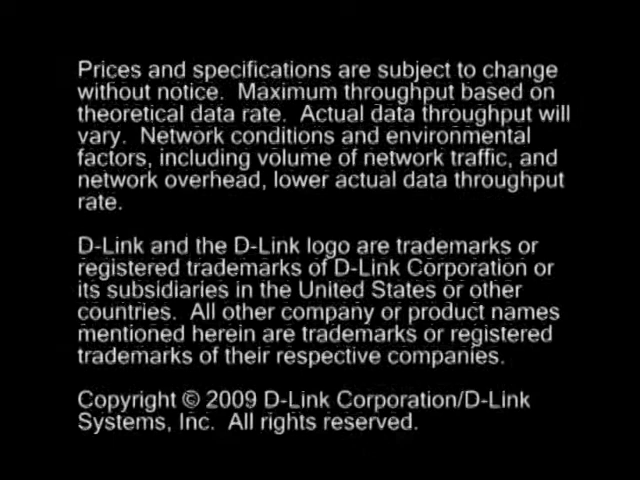 Prices and specifications are subject to change
without notice. Maximum throughput based on
theoretical data rate. Actual data throughput will
vary. Network conditions and environmental
factors, including volume of network traffic, and
network overhead, lower actual data throughput
rate.
D-Link and the D-Link logo are trademarks or
registered trademarks of D-Link Corporation or
its subsidiaries in the United States or other
countries. All other company or product names
mentioned herein are trademarks or registered
trademarks of their respective companies.
Copyright © 2009 D-Link Corporation/D-Link
Systems, Inc. All rights reserved.